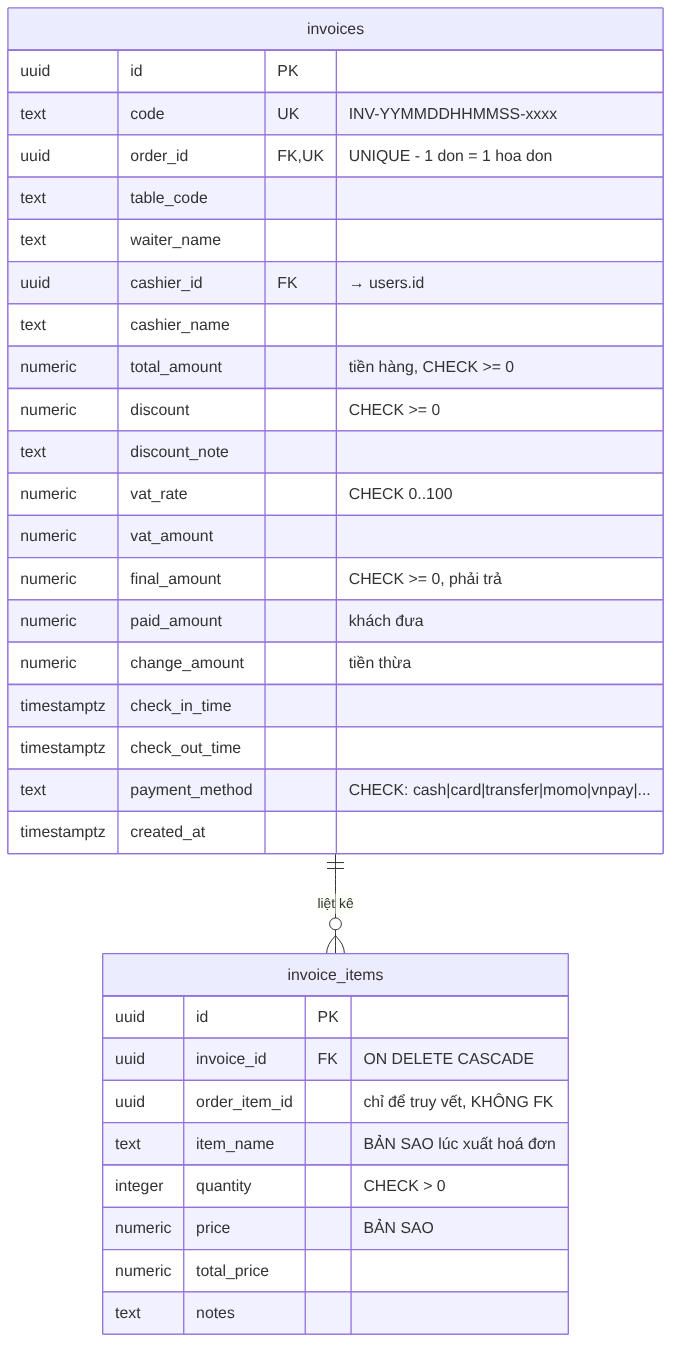 invoices
uuid id PK
text code UK INV-YYMMDDHHMMSS-xxxx
uuid order_id FK,UK UNIQUE - 1 don = 1 hoa don
text table_code
text waiter_name
uuid cashier_id FK → users.id
text cashier_name
numeric total_amount tiền hàng, CHECK >= 0
numeric discount CHECK >= 0
text discount_note
numeric vat_rate CHECK 0..100
numeric vat_amount
numeric final_amount CHECK >= 0, phải trả
numeric paid_amount khách đưa
numeric change_amount tiền thừa
timestamptz check_in_time
timestamptz check_out_time
text payment_method CHECK: cash|card|transfer|momo|vnpay|...
timestamptz created_at
liệt kê
invoice_items
uuid id PK
uuid invoice_id FK ON DELETE CASCADE
uuid order_item_id chỉ để truy vết, KHÔNG FK
text item_name BẢN SAO lúc xuất hoá đơn
integer quantity CHECK > 0
numeric price BẢN SAO
numeric total_price
text notes